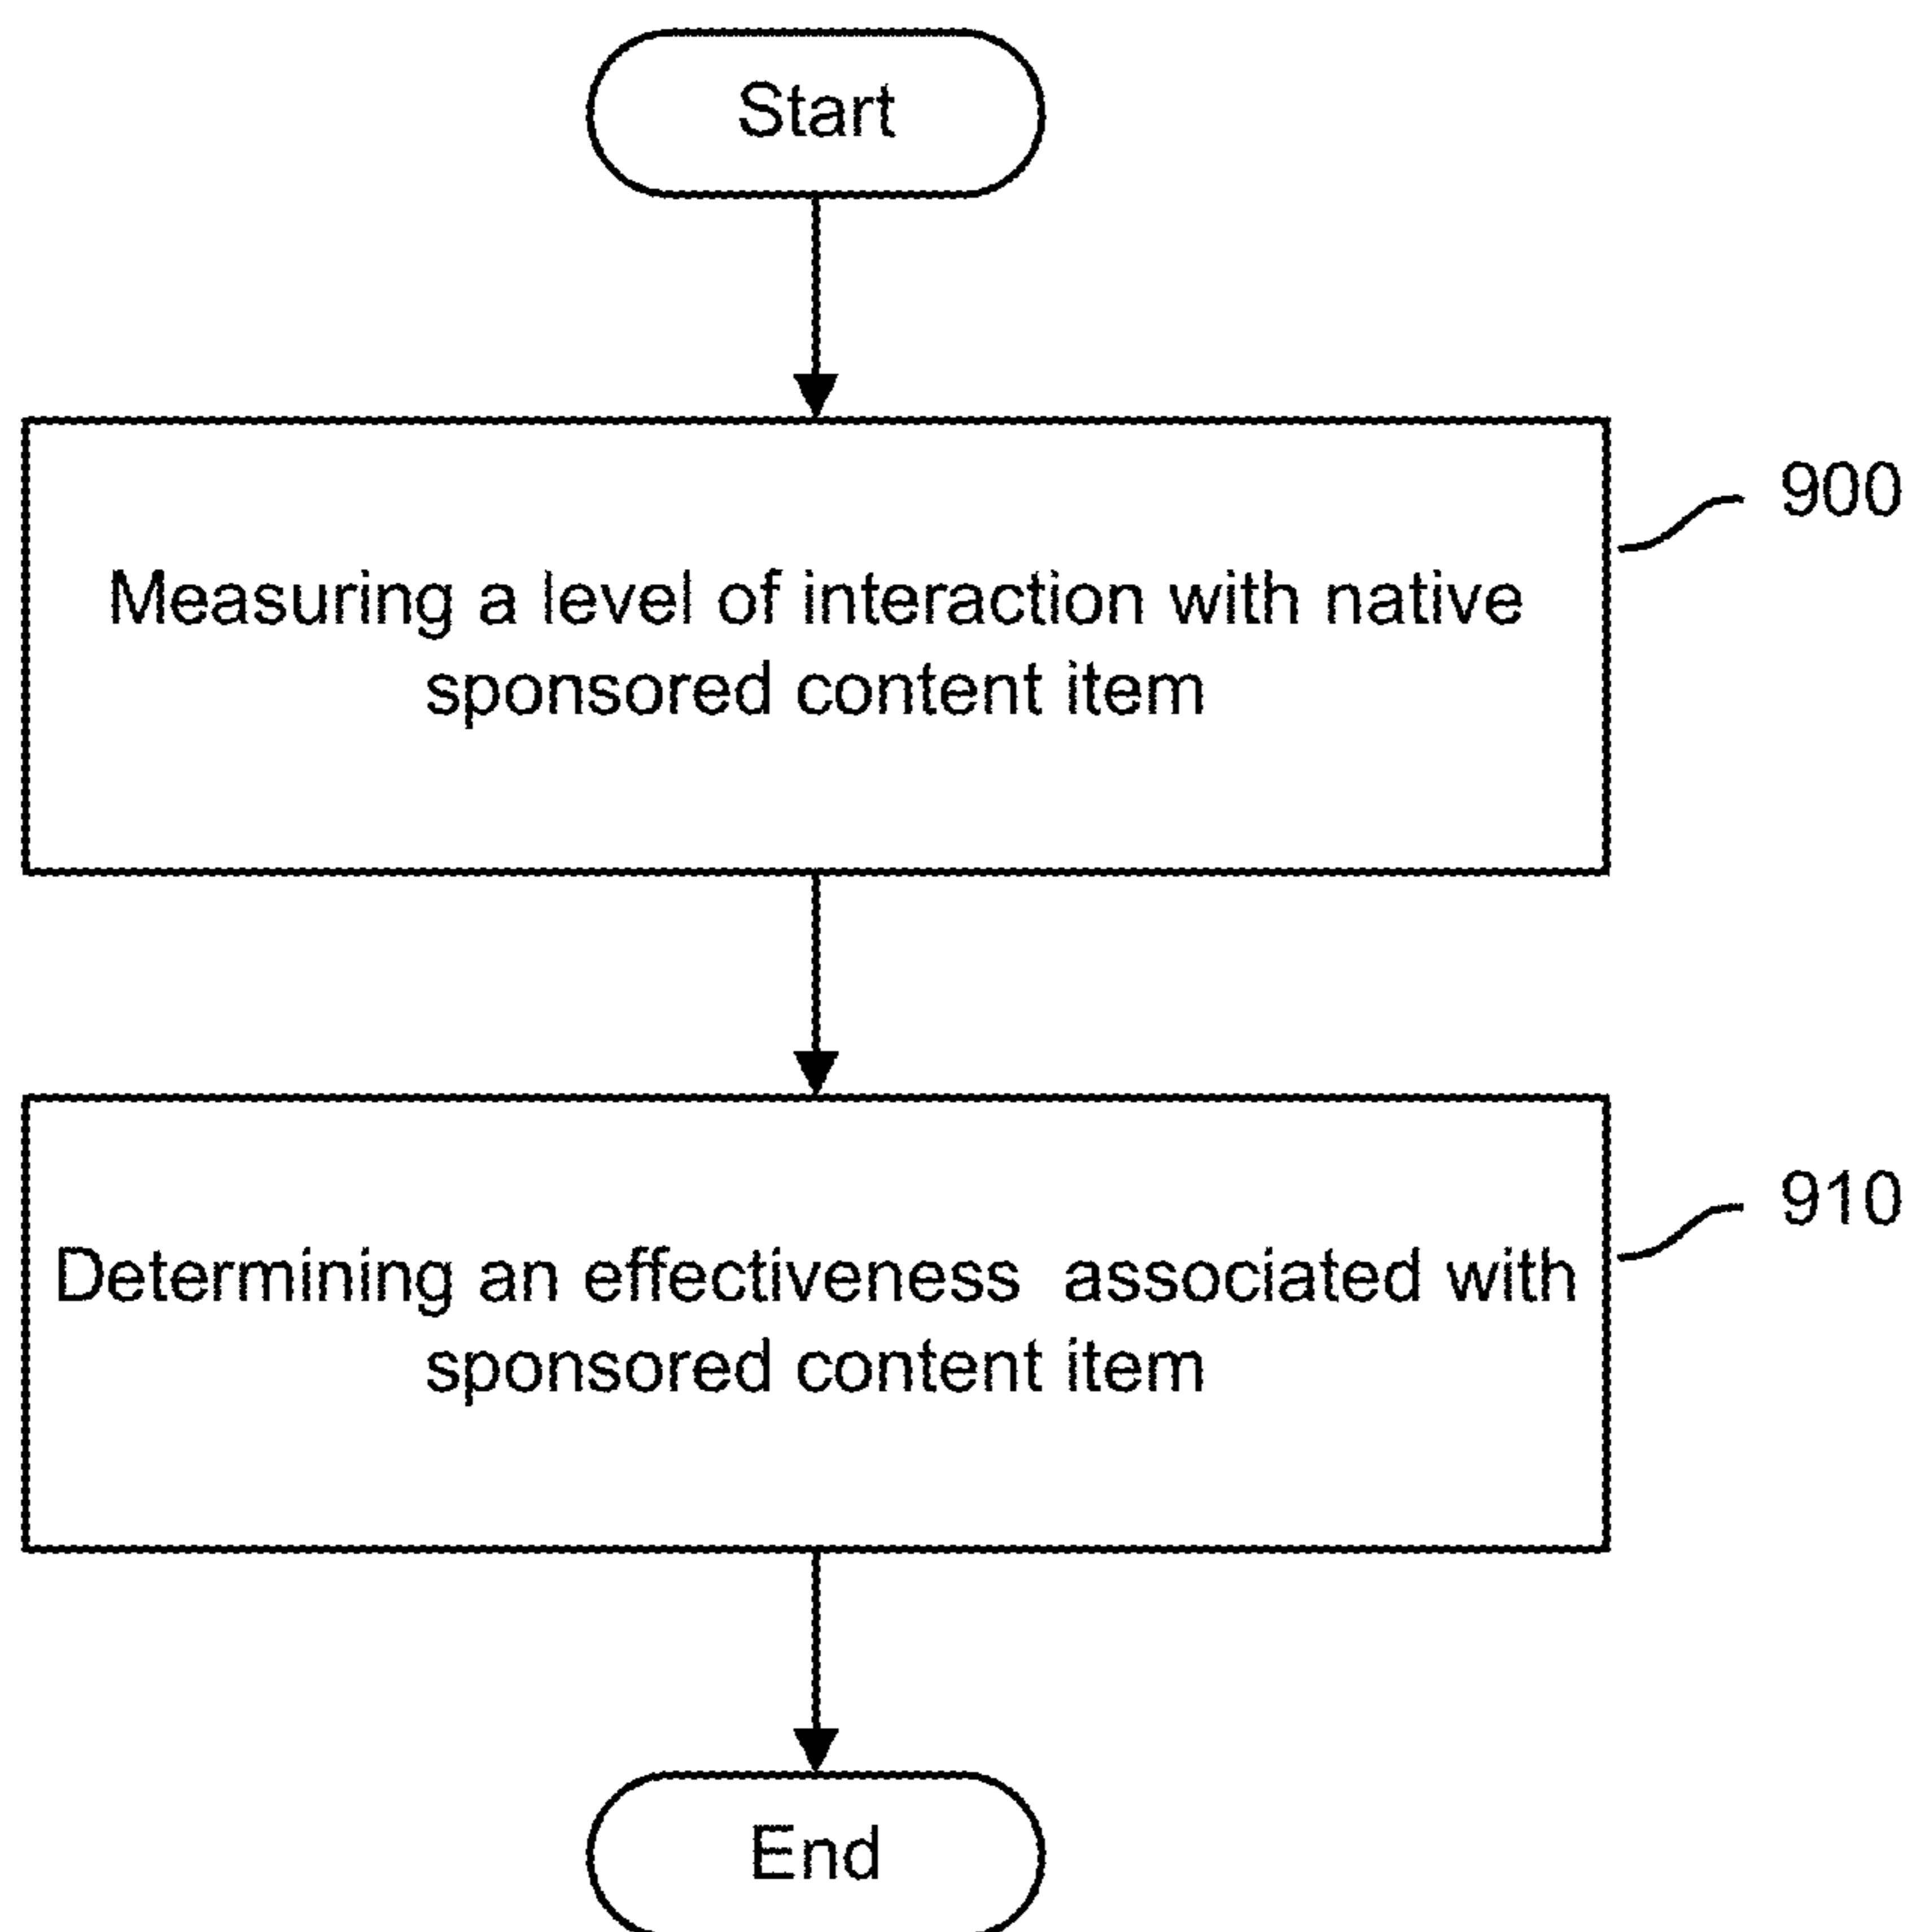 Start
900
Measuring a level of interaction with native
sponsored content item
910
Determining an effectiveness  associated with
sponsored content item
End